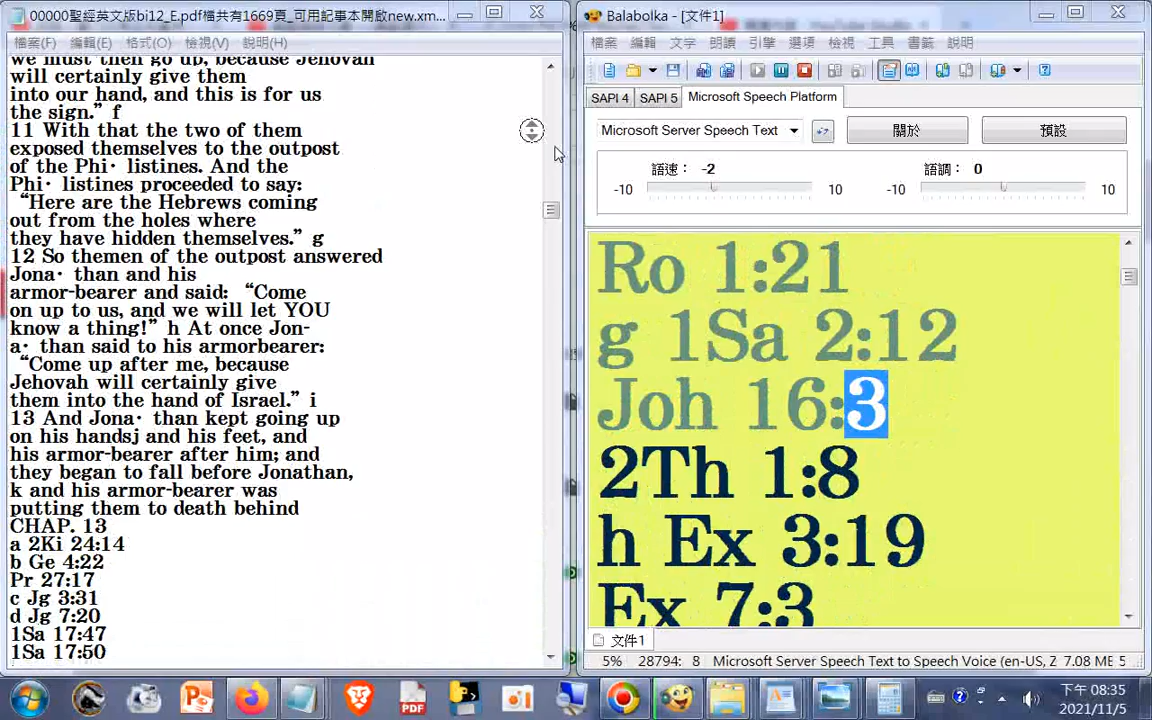 00000聖經英文版bi12_E.pdf檔共有1669頁_可用記事本開啟new.xm...
檔案(F) 編輯(E) 格式(O) 檢視(V) 說明(H)
we must then go up, because Jehovah
will certainly give them
into our hand, and this is for us
the sign.” f
11 With that the two of them
exposed themselves to the outpost
of the Phi· listines. And the
Phi· listines proceeded to say:
“Here are the Hebrews coming
out from the holes where
they have hidden themselves.” g
12 So themen of the outpost answered
Jona· than and his
armor-bearer and said: “Come
on up to us, and we will let YOU
know a thing!” h At once Jon-
a· than said to his armorbearer:
“Come up after me, because
Jehovah will certainly give
them into the hand of Israel.” i
13 And Jona· than kept going up
on his handsj and his feet, and
his armor-bearer after him; and
they began to fall before Jonathan,
k and his armor-bearer was
putting them to death behind
CHAP. 13
a 2Ki 24:14
b Ge 4:22
Pr 27:17
c Jg 3:31
d Jg 7:20
1Sa 17:47
1Sa 17:50
Balabolka - [文件1]
檔案 編輯 文字 朗讀 引擎 選項 檢視 工具 書籤 說明
SAPI 4 SAPI 5 Microsoft Speech Platform
Microsoft Server Speech Text 關於 預設
語速： -2 語調： 0
-10 10 -10 10
Ro 1:21
g 1Sa 2:12
Joh 16:3
2Th 1:8
h Ex 3:19
Ex 7:3
文件1
5% 28794: 8 Microsoft Server Speech Text to Speech Voice (en-US, Z 7.08 MB 5
PDF
下午 08:35
2021/11/5